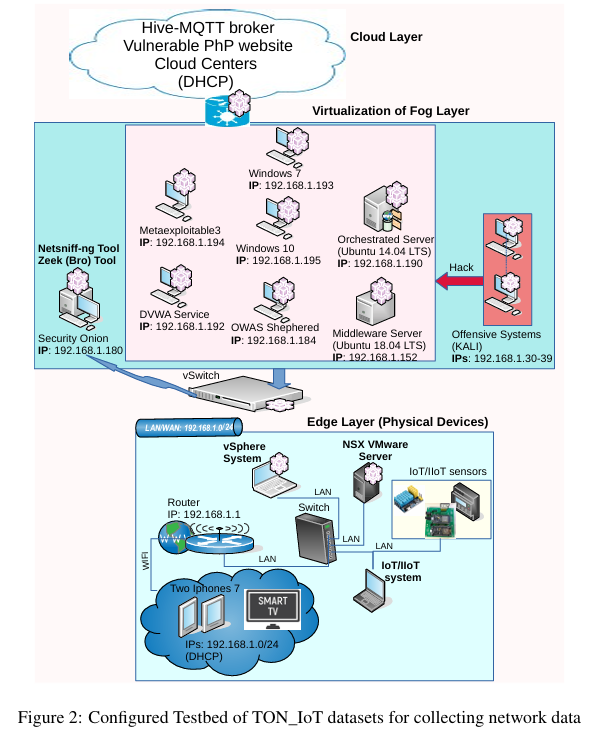 Hive-MQTT broker
Vulnerable PhP website
Cloud Centers
(DHCP)
Cloud Layer
Virtualization of Fog Layer
Windows 7
IP: 192.168.1.193
Metaexploitable3
IP: 192.168.1.194
Windows 10
IP: 192.168.1.195
Orchestrated Server
(Ubuntu 14.04 LTS)
IP: 192.168.1.190
Netsniff-ng Tool
Zeek (Bro) Tool
Security Onion
IP: 192.168.1.180
DVWA Service
IP: 192.168.1.192
OWAS Shephered
IP: 192.168.1.184
Middleware Server
(Ubuntu 18.04 LTS)
IP: 192.168.1.152
Hack
Offensive Systems
(KALI)
IPs: 192.168.1.30-39
vSwitch
LAN/WAN: 192.168.1.0/24
Edge Layer (Physical Devices)
vSphere
System
NSX VMware
Server
IoT/IIoT sensors
LAN
Router
IP: 192.168.1.1
Switch
W W
LAN
LAN
LAN
WIFI
IoT/IIoT
system
Two Iphones 7
SMART
TV
IPs: 192.168.1.0/24
(DHCP)
Figure 2: Configured Testbed of TON_IoT datasets for collecting network data